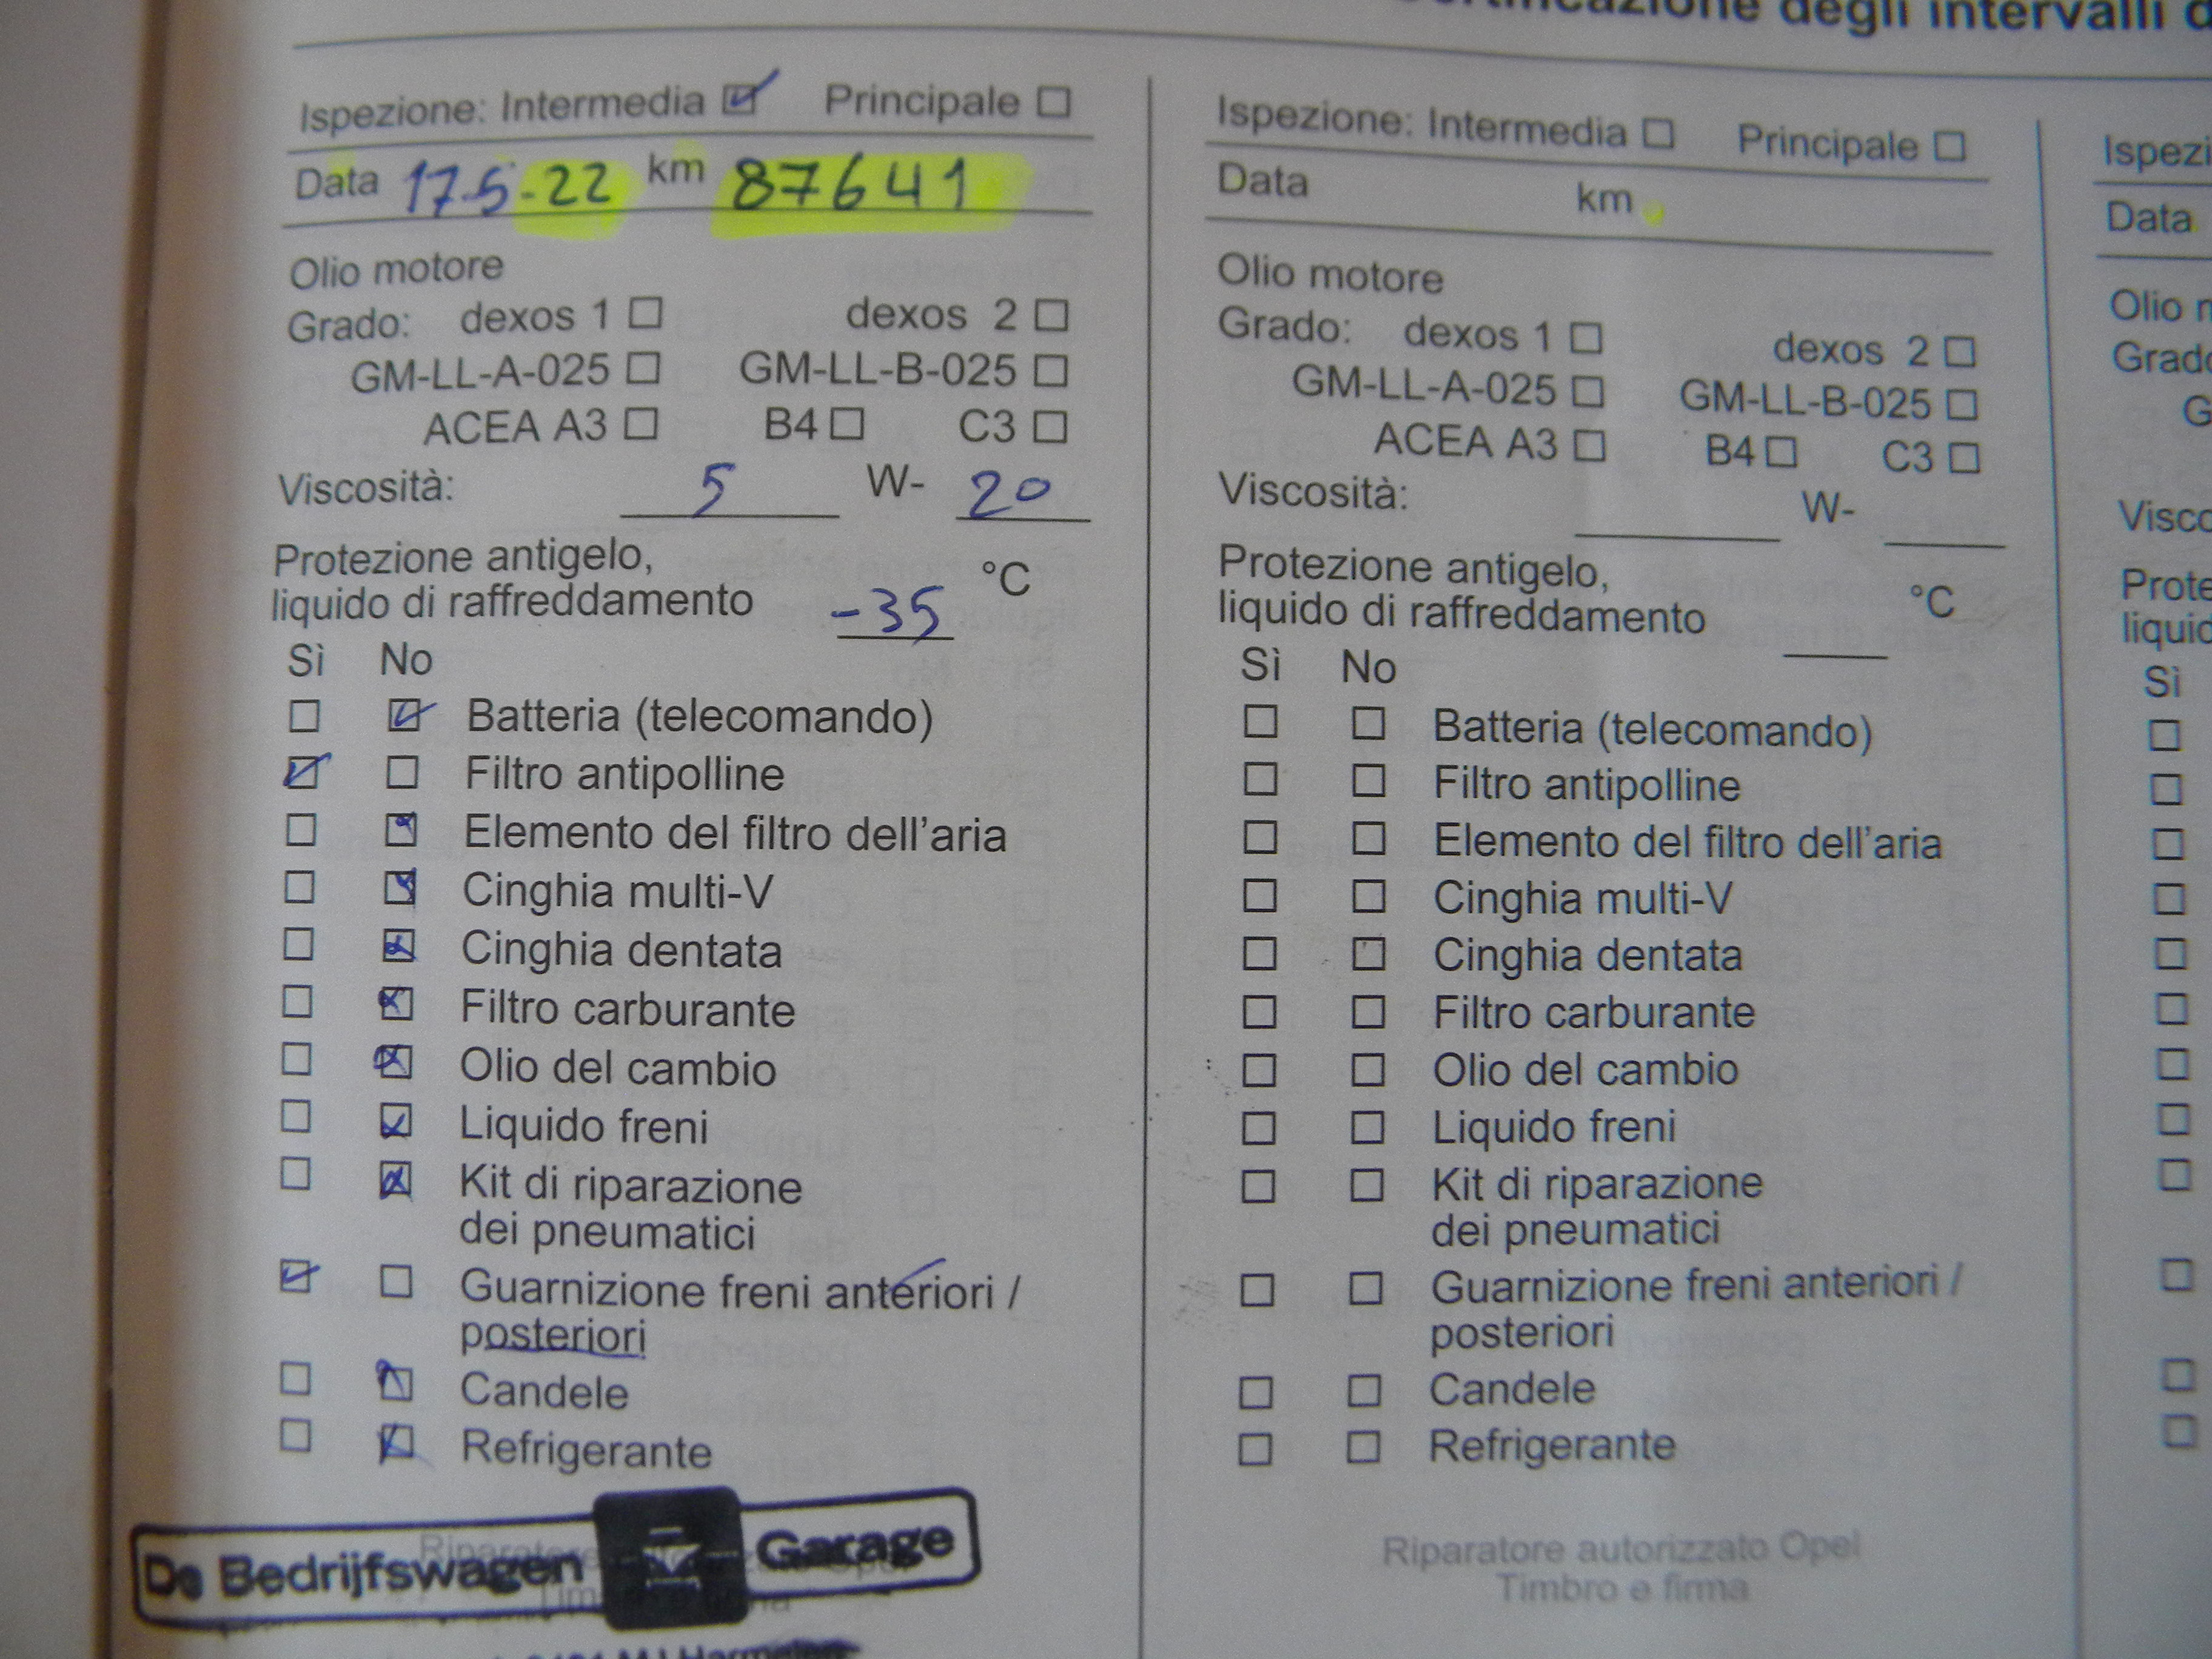 degli intervalli
Ispezione: Intermedia ☑ Principale ☐
Data 17-5-22 km 87641
Olio motore
Grado: dexos 1 ☐ dexos 2 ☐
GM-LL-A-025 ☐ GM-LL-B-025 ☐
ACEA A3 ☐ B4 ☐ C3 ☐
Viscosità: 5 W- 20
Protezione antigelo, °C
liquido di raffreddamento -35
Sì No
☐ ☑ Batteria (telecomando)
☑ ☐ Filtro antipolline
☐ ☑ Elemento del filtro dell'aria
☐ ☑ Cinghia multi-V
☐ ☑ Cinghia dentata
☐ ☑ Filtro carburante
☐ ☑ Olio del cambio
☐ ☑ Liquido freni
☐ ☑ Kit di riparazione
dei pneumatici
☑ ☐ Guarnizione freni anteriori /
posteriori
☐ ☑ Candele
☐ ☑ Refrigerante
De Bedrijfswagen Garage
Ispezione: Intermedia ☐ Principale ☐
Data km
Olio motore
Grado: dexos 1 ☐ dexos 2 ☐
GM-LL-A-025 ☐ GM-LL-B-025 ☐
ACEA A3 ☐ B4 ☐ C3 ☐
Viscosità: W-
Protezione antigelo, °C
liquido di raffreddamento
Sì No
☐ ☐ Batteria (telecomando)
☐ ☐ Filtro antipolline
☐ ☐ Elemento del filtro dell'aria
☐ ☐ Cinghia multi-V
☐ ☐ Cinghia dentata
☐ ☐ Filtro carburante
☐ ☐ Olio del cambio
☐ ☐ Liquido freni
☐ ☐ Kit di riparazione
dei pneumatici
☐ ☐ Guarnizione freni anteriori /
posteriori
☐ ☐ Candele
☐ ☐ Refrigerante
Riparatore autorizzato Opel
Timbro e firma
Data
Sì